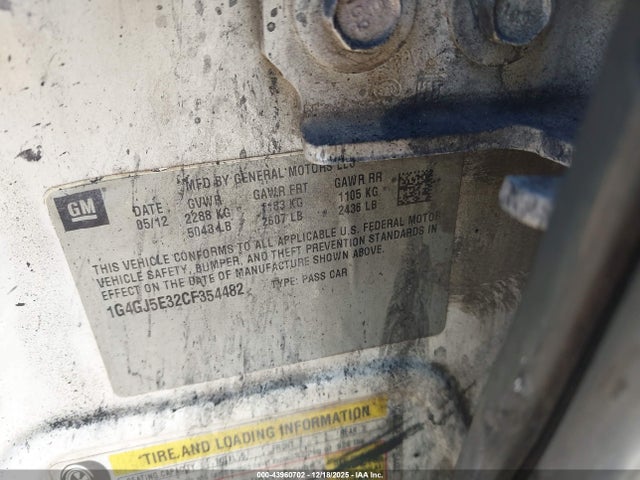 MFD BY GENERAL MOTORS LLC
GM
DATE GVWR GAWR FRT GAWR RR
05/12 2288 KG 1183 KG 1105 KG
5043 LB 2607 LB 2436 LB
THIS VEHICLE CONFORMS TO ALL APPLICABLE U.S. FEDERAL MOTOR
VEHICLE SAFETY, BUMPER, AND THEFT PREVENTION STANDARDS IN
EFFECT ON THE DATE OF MANUFACTURE SHOWN ABOVE.
1G4GJ5E32CF354482 TYPE: PASS CAR
TIRE AND LOADING INFORMATION
SEATING CAPACITY
000-43960702 - 12/18/2025 - IAA Inc.